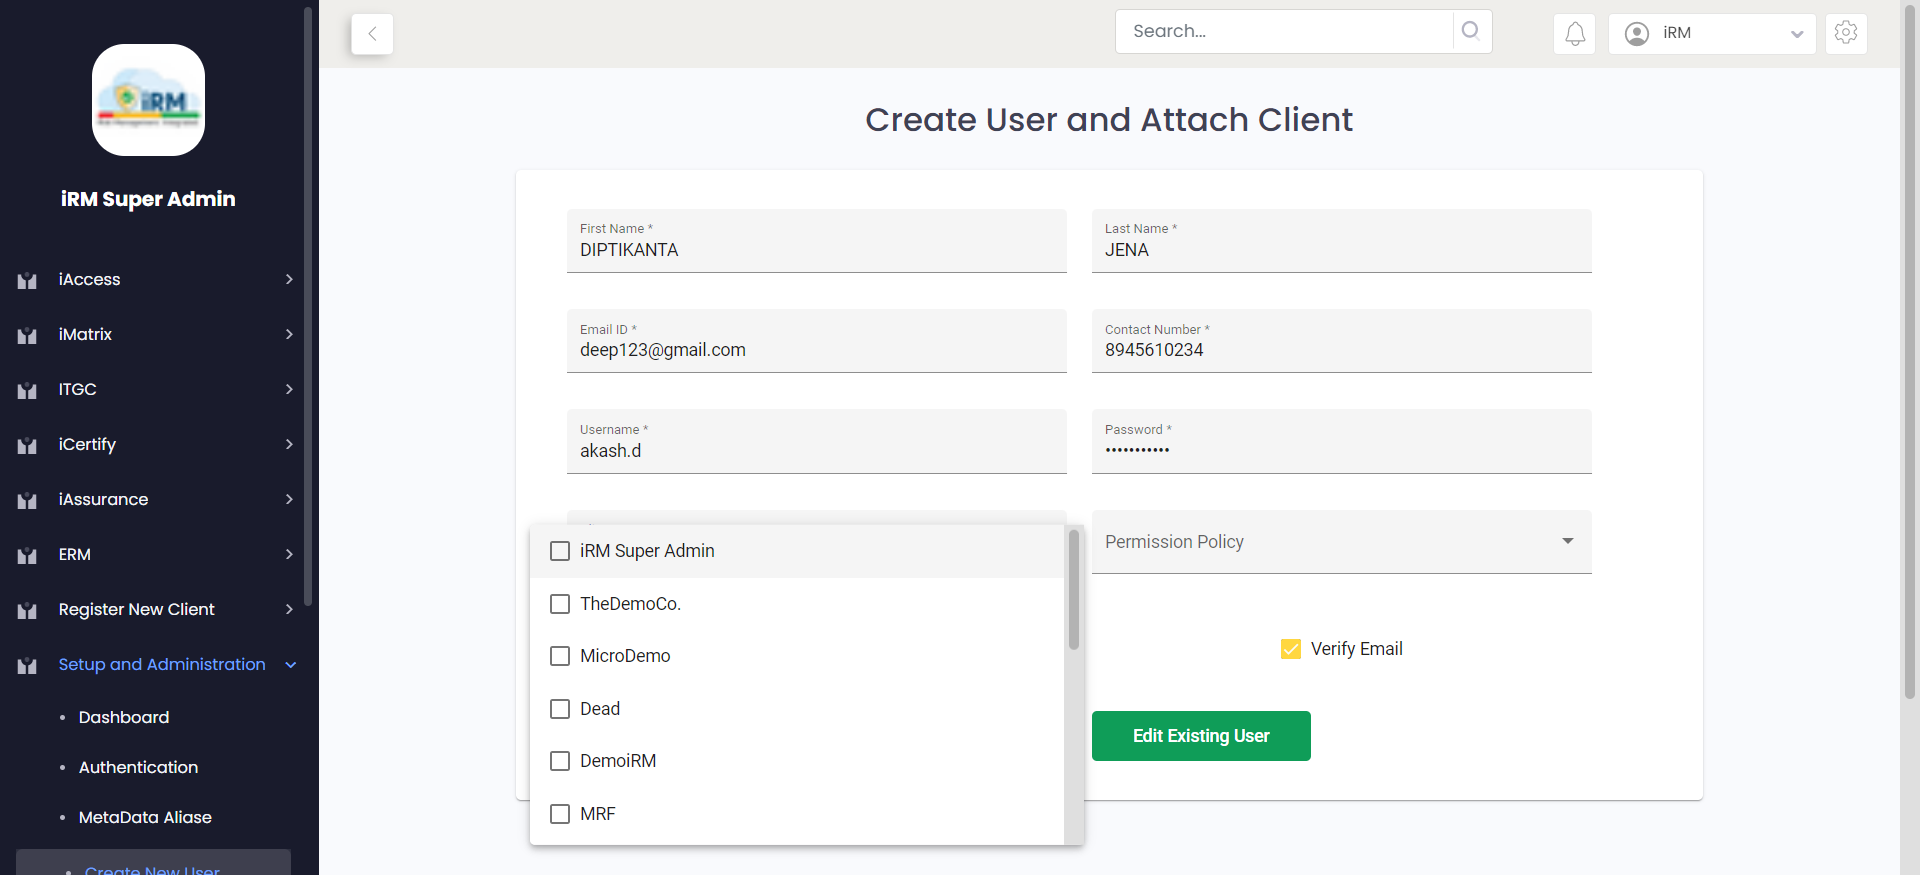 iRM
iRM Super Admin
iAccess
iMatrix
ITGC
iCertify
iAssurance
ERM
Register New Client
Setup and Administration
Dashboard
Authentication
MetaData Aliase
Create New User
Search...
iRM
Create User and Attach Client
First Name *
DIPTIKANTA
Last Name *
JENA
Email ID *
deep123@gmail.com
Contact Number *
8945610234
Username *
akash.d
Password *
•••••••••••
iRM Super Admin
TheDemoCo.
MicroDemo
Dead
DemoiRM
MRF
Permission Policy
Verify Email
Edit Existing User